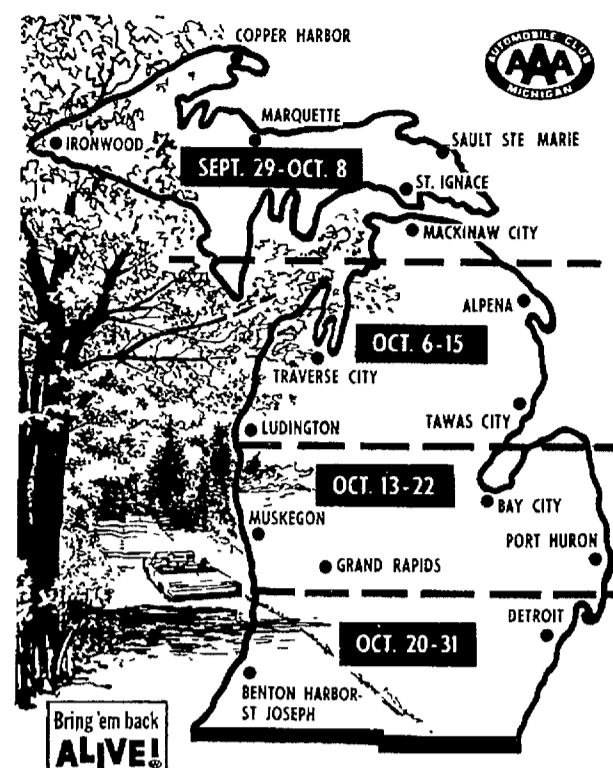 COPPER HARBOR
AUTOMOBILE CLUB
AAA
MICHIGAN
MARQUETTE
IRONWOOD
SAULT STE MARIE
SEPT. 29-OCT. 8
ST. IGNACE
MACKINAW CITY
ALPENA
OCT. 6-15
TRAVERSE CITY
TAWAS CITY
LUDINGTON
OCT. 13-22
BAY CITY
MUSKEGON
PORT HURON
GRAND RAPIDS
DETROIT
OCT. 20-31
BENTON HARBOR-
ST JOSEPH
Bring 'em back
ALIVE!